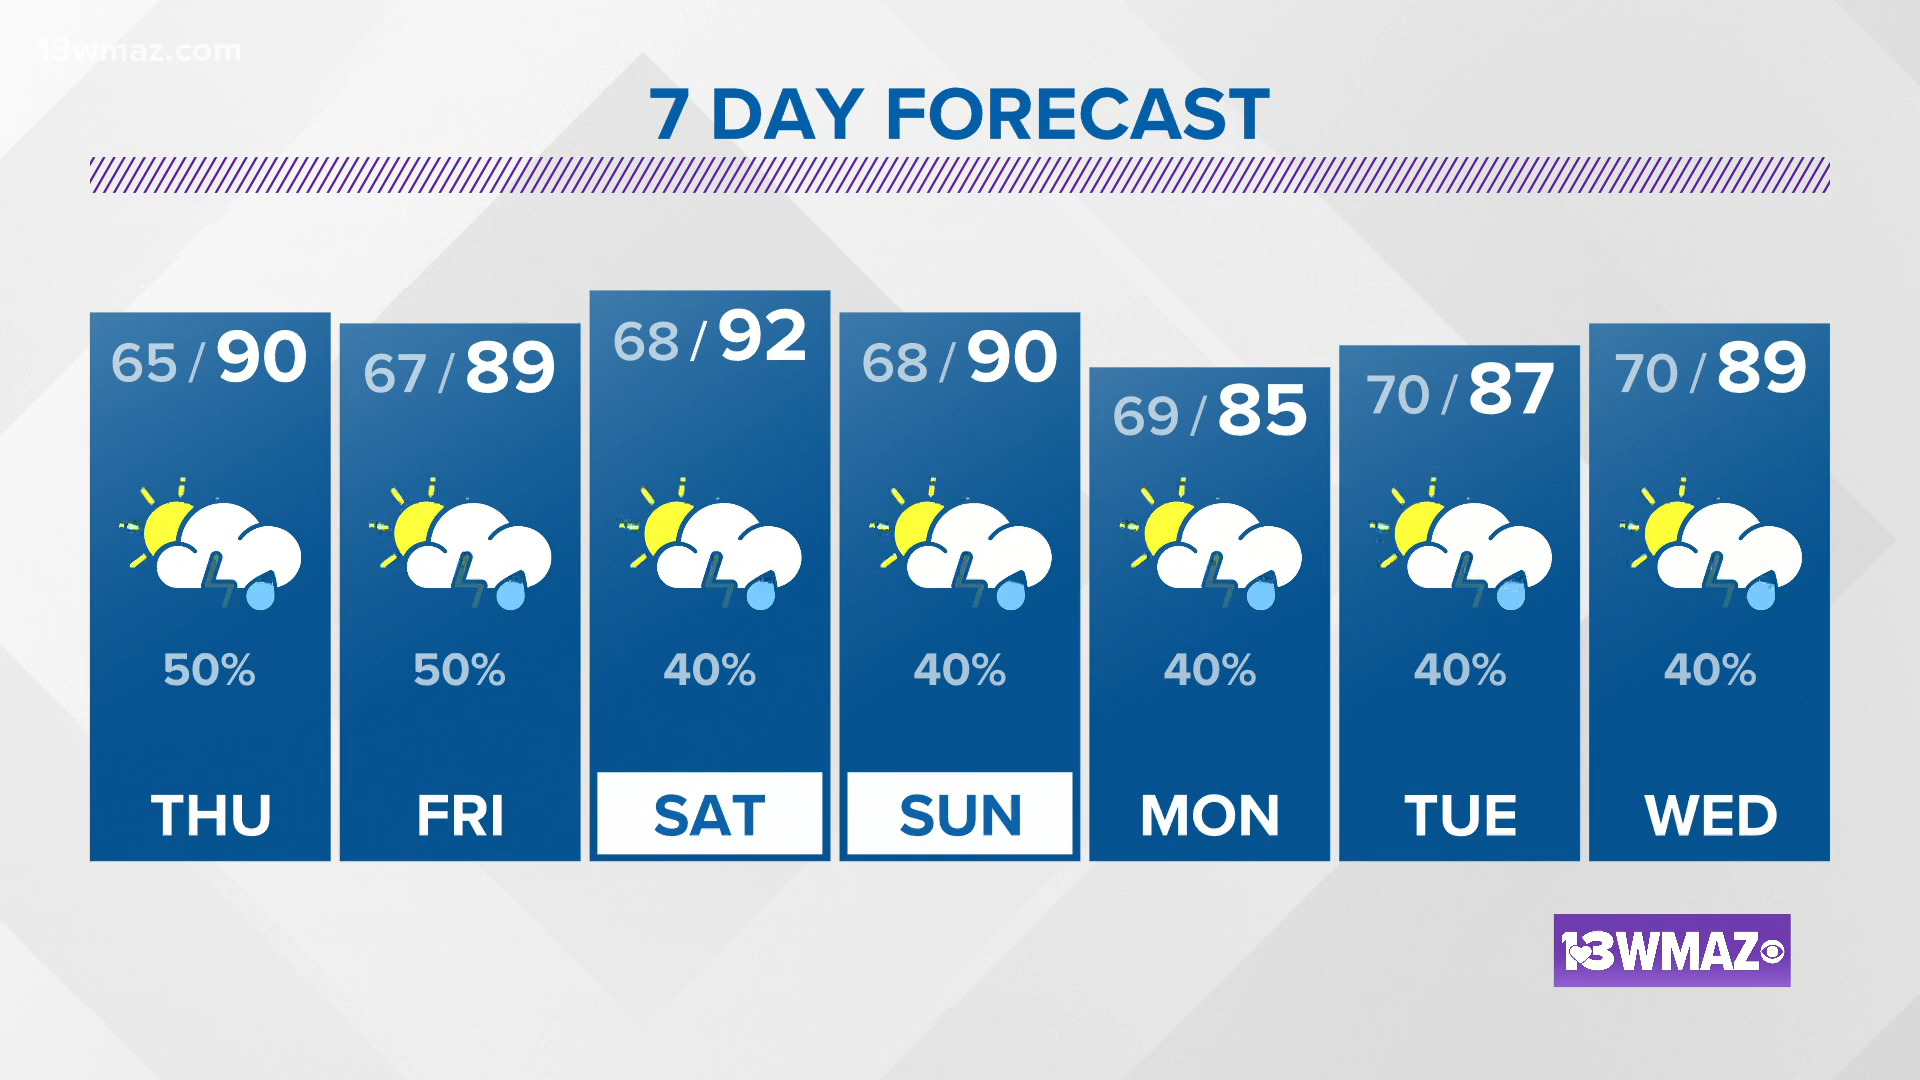 13wmaz.com
7 DAY FORECAST
65 / 90
67 / 89
68 / 92
68 / 90
69 / 85
70 / 87
70 / 89
50%
50%
40%
40%
40%
40%
40%
THU
FRI
SAT
SUN
MON
TUE
WED
13WMAZ